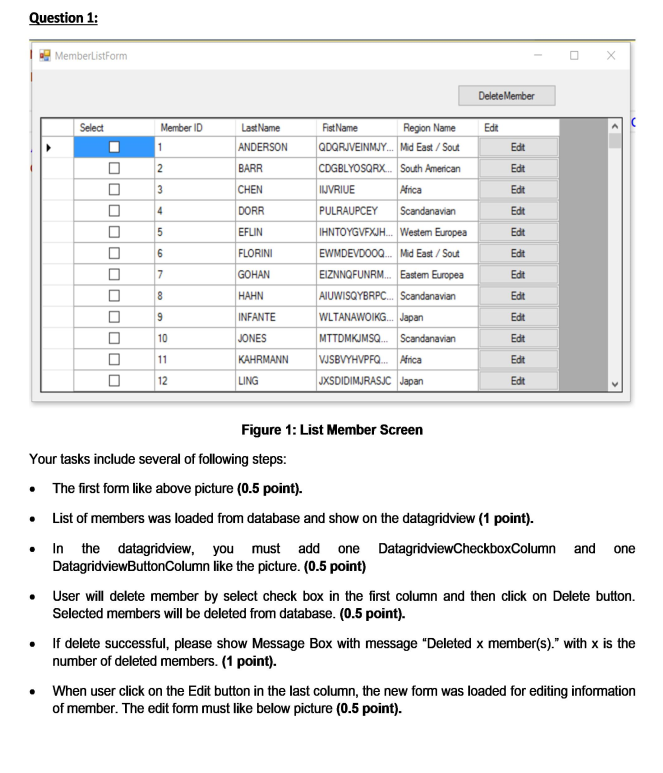 Question 1:
MemberListForm
DeleteMember
Select Member ID LastName FistName Region Name Edit
1 ANDERSON QDQRJVEINMJY... Mid East / Sout Edit
2 BARR CDGBLYOSQRX... South American Edit
3 CHEN IIJVRIUE Africa Edit
4 DORR PULRAUPCEY Scandanavian Edit
5 EFLIN IHNTOYGVFXJH... Western Europea Edit
6 FLORINI EWMDEVDOOQ... Mid East / Sout Edit
7 GOHAN EIZNNQFUNRM... Eastern Europea Edit
8 HAHN AIUWISQYBRPC... Scandanavian Edit
9 INFANTE WLTANAWOIKG... Japan Edit
10 JONES MTTDMKJMSQ... Scandanavian Edit
11 KAHRMANN VJSBVYHVPFQ... Africa Edit
12 LING JXSDIDIMJRASJC Japan Edit
Figure 1: List Member Screen
Your tasks include several of following steps:
• The first form like above picture (0.5 point).
• List of members was loaded from database and show on the datagridview (1 point).
• In the datagridview, you must add one DatagridviewCheckboxColumn and one
DatagridviewButtonColumn like the picture. (0.5 point)
• User will delete member by select check box in the first column and then click on Delete button.
Selected members will be deleted from database. (0.5 point).
• If delete successful, please show Message Box with message “Deleted x member(s).” with x is the
number of deleted members. (1 point).
• When user click on the Edit button in the last column, the new form was loaded for editing information
of member. The edit form must like below picture (0.5 point).